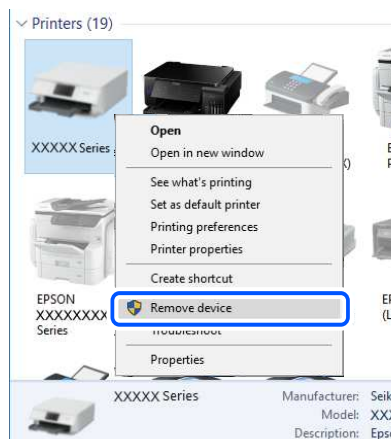 Printers (19)
XXXXX Series
Open
Open in new window
See what's printing
Set as default printer
Printing preferences
Printer properties
Create shortcut
Remove device
Troubleshoot
Properties
EPSON
XXXXXXXX
Series
XXXXX Series
Manufacturer:
Model:
Description: